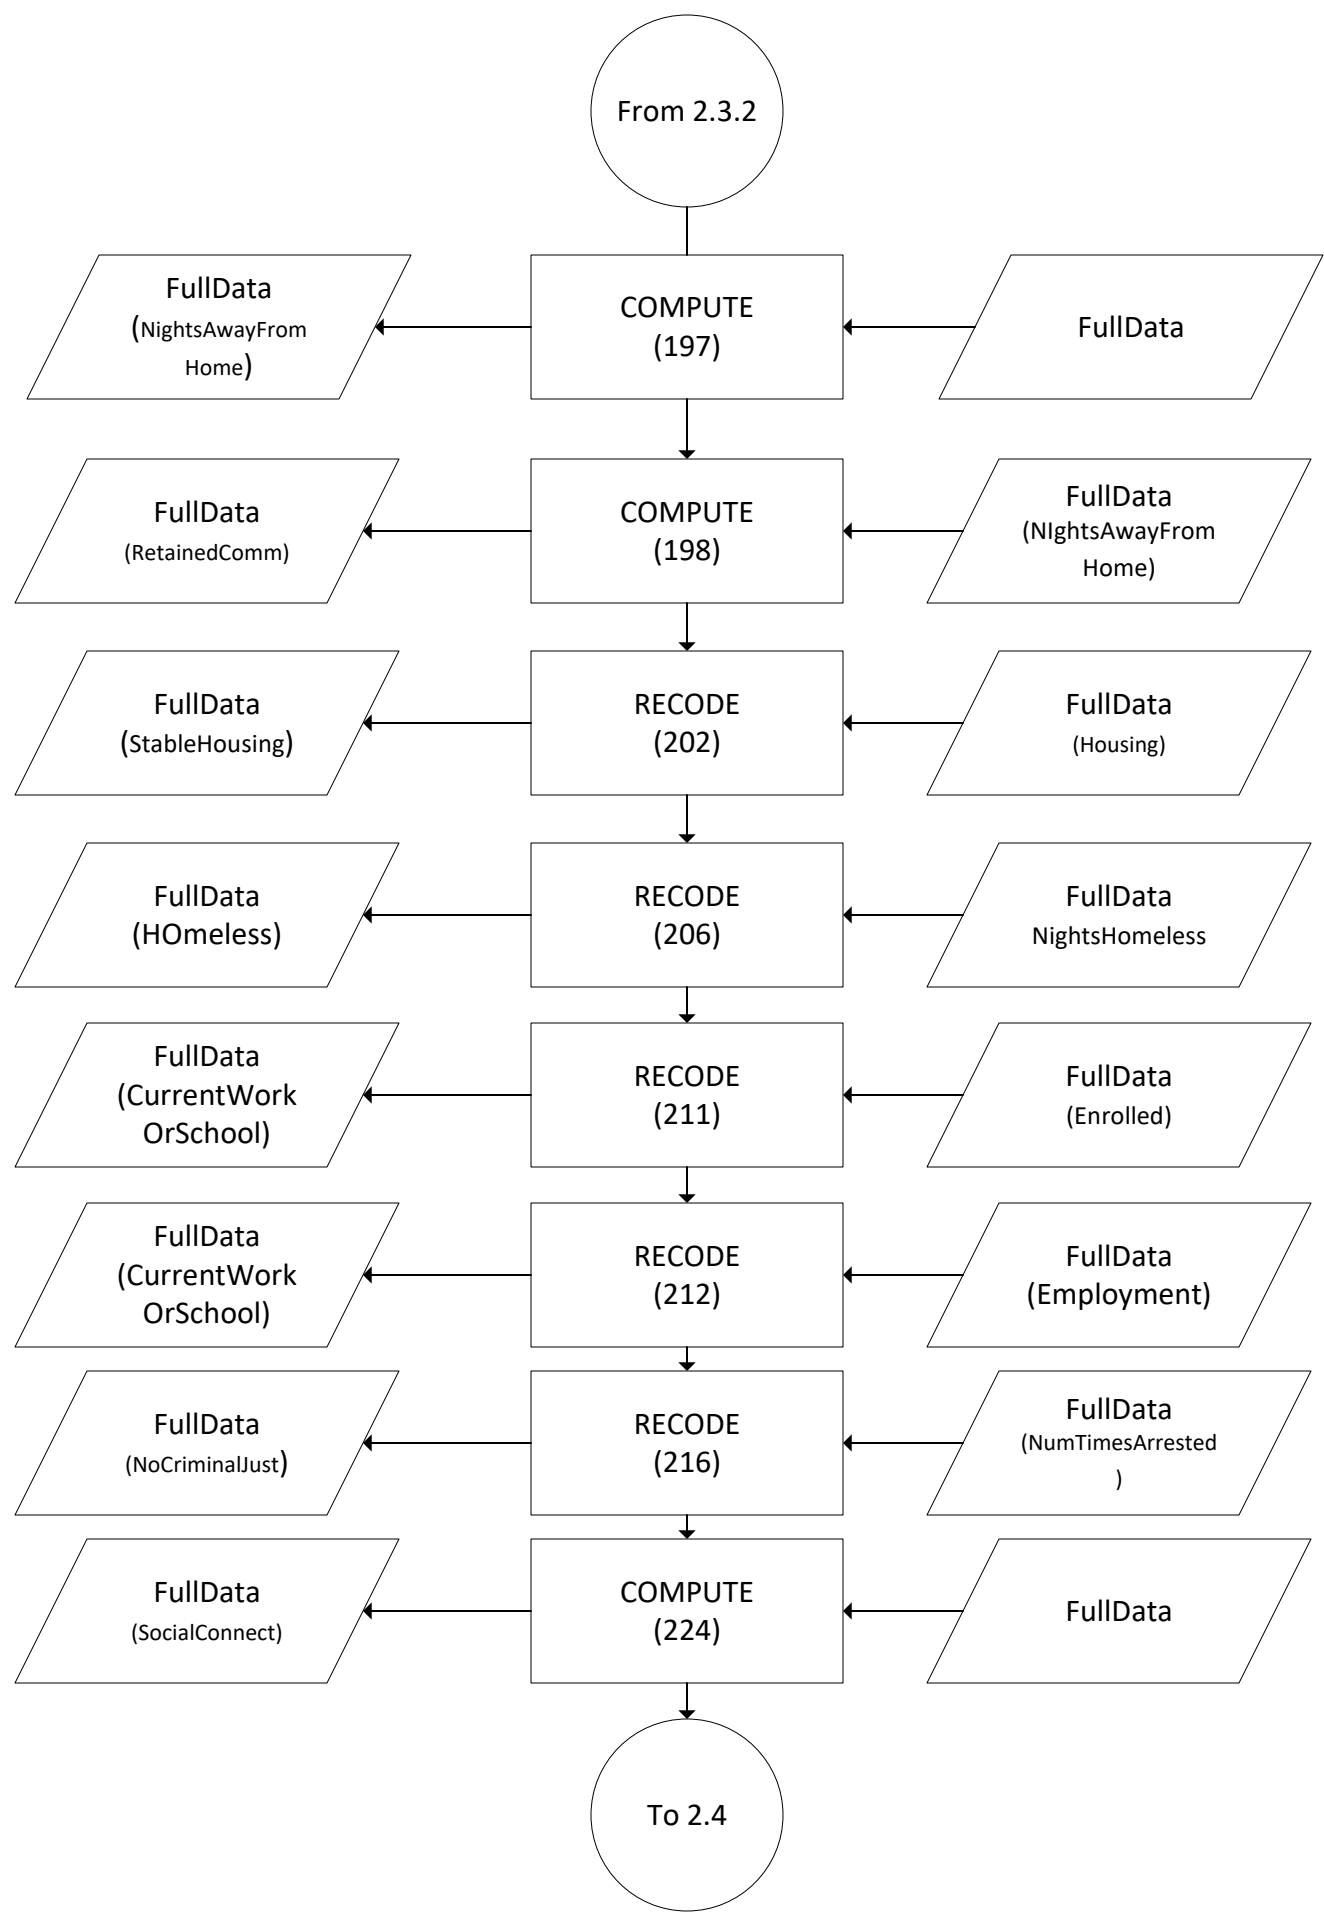 From 2.3.2
FullData
(NightsAwayFrom
Home)
COMPUTE
(197)
FullData
FullData
(RetainedComm)
COMPUTE
(198)
FullData
(NIghtsAwayFrom
Home)
FullData
(StableHousing)
RECODE
(202)
FullData
(Housing)
FullData
(HOmeless)
RECODE
(206)
FullData
NightsHomeless
FullData
(CurrentWork
OrSchool)
RECODE
(211)
FullData
(Enrolled)
FullData
(CurrentWork
OrSchool)
RECODE
(212)
FullData
(Employment)
FullData
(NoCriminalJust)
RECODE
(216)
FullData
(NumTimesArrested
)
FullData
(SocialConnect)
COMPUTE
(224)
FullData
To 2.4